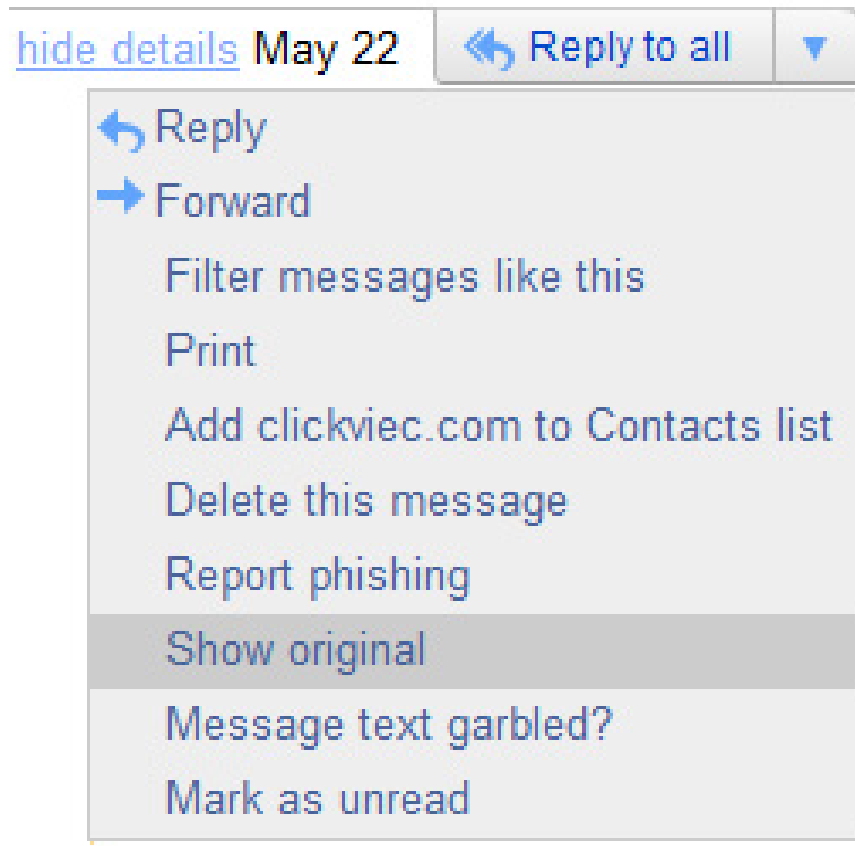 hide details May 22 Reply to all
Reply
Forward
Filter messages like this
Print
Add clickviec.com to Contacts list
Delete this message
Report phishing
Show original
Message text garbled?
Mark as unread